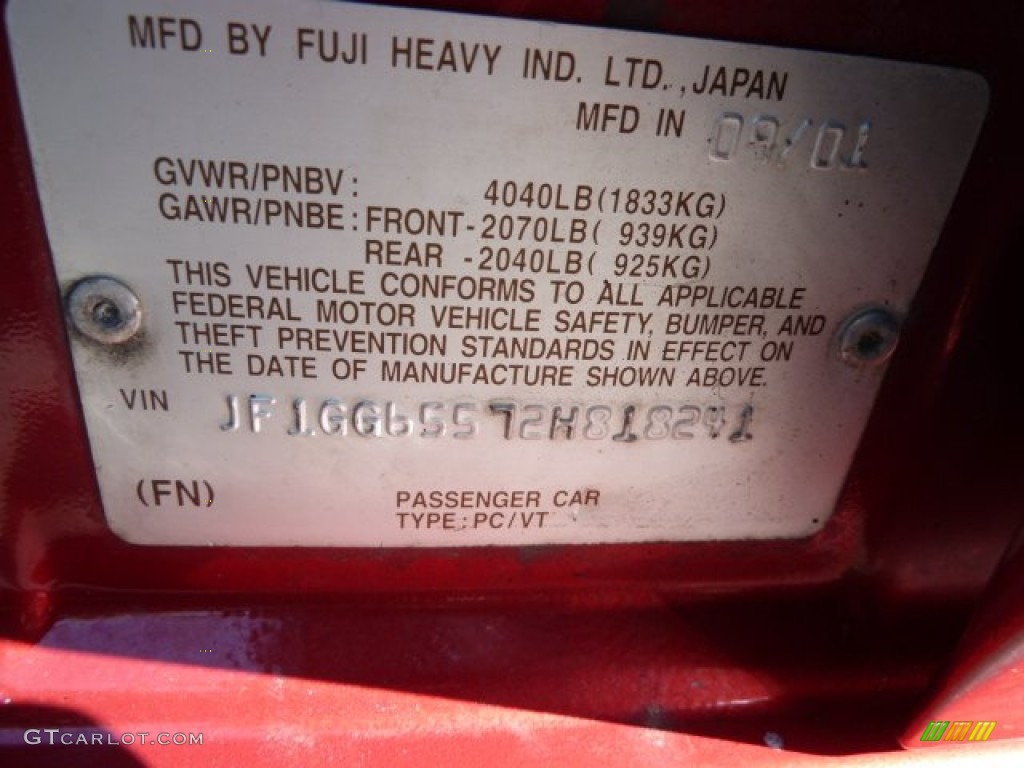 MFD BY FUJI HEAVY IND. LTD., JAPAN
MFD IN 09/01
GVWR/PNBV: 4040LB(1833KG)
GAWR/PNBE: FRONT-2070LB( 939KG)
REAR -2040LB( 925KG)
THIS VEHICLE CONFORMS TO ALL APPLICABLE
FEDERAL MOTOR VEHICLE SAFETY, BUMPER, AND
THEFT PREVENTION STANDARDS IN EFFECT ON
THE DATE OF MANUFACTURE SHOWN ABOVE.
VIN JF1GG65572H818241
(FN) PASSENGER CAR
TYPE: PC/VT
GTCARLOT.COM